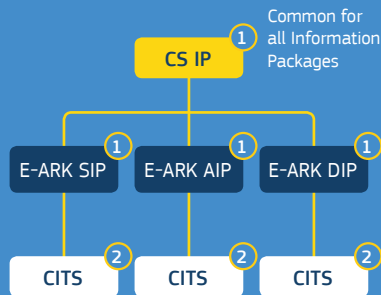 Common for
all Information
Packages
1
CS IP
1
1
1
E-ARK SIP
E-ARK AIP
E-ARK DIP
2
2
2
CITS
CITS
CITS